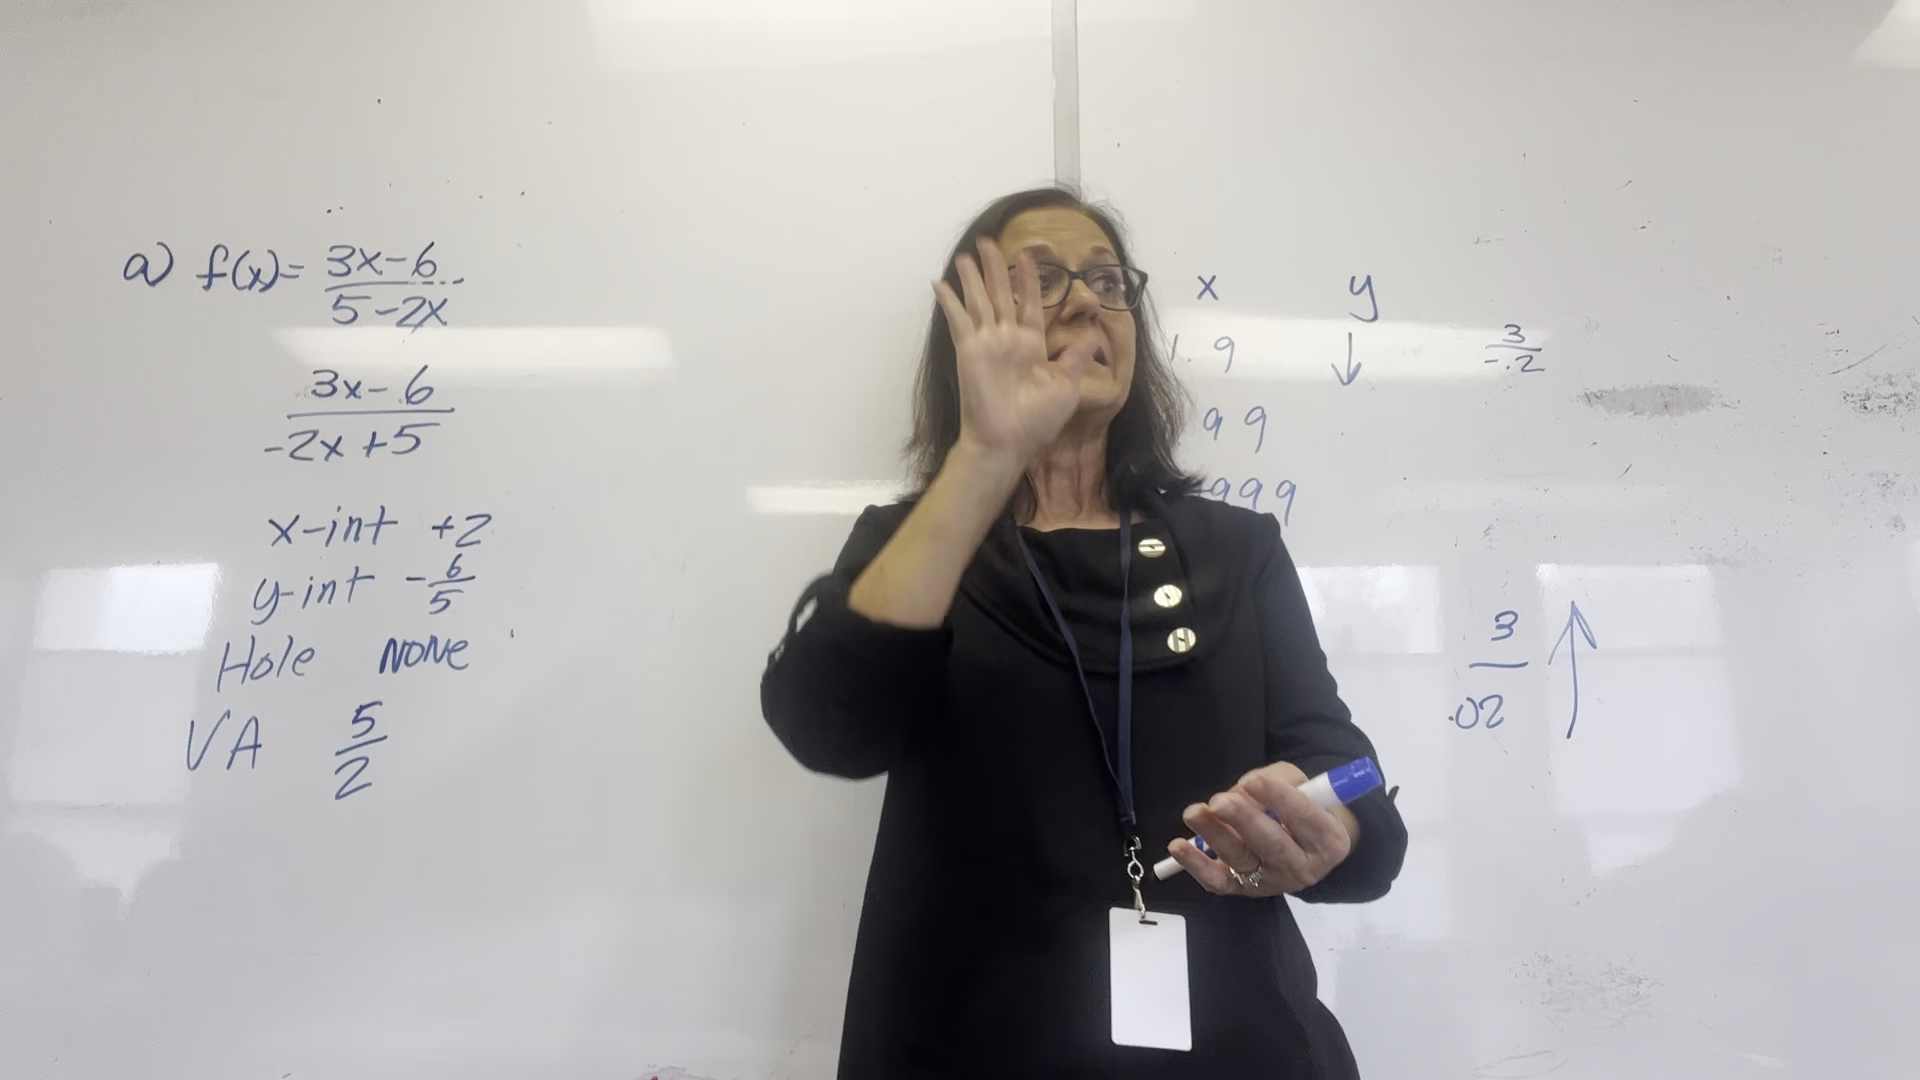 a) f(x)= 3x-6
5-2x
3x-6
-2x+5
x-int +2
y-int -6/5
Hole NONE
VA 5/2
x y
1.9 ↓ 3/-.2
99
999
3/.02 ↑